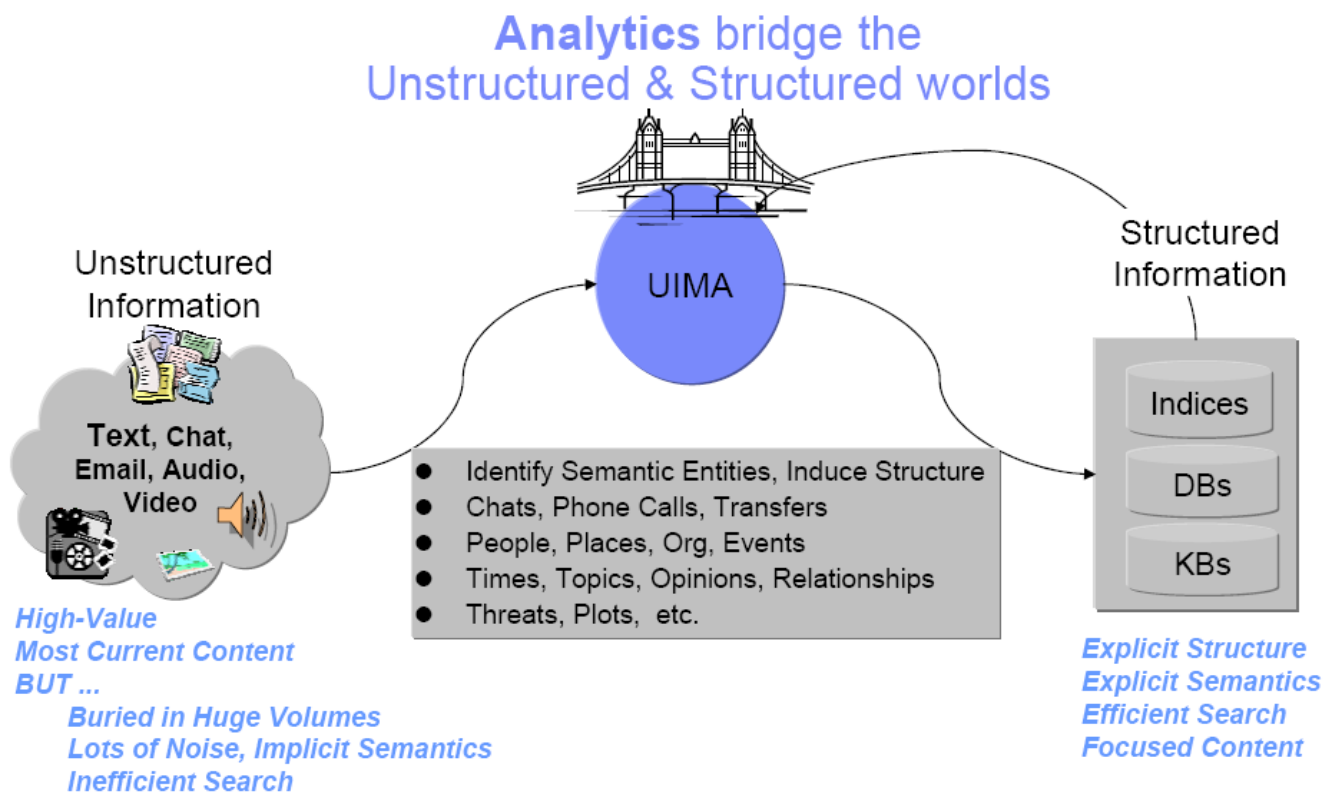 Analytics bridge the
Unstructured & Structured worlds
Unstructured
Information
Text, Chat,
Email, Audio,
Video
High-Value
Most Current Content
BUT ...
Buried in Huge Volumes
Lots of Noise, Implicit Semantics
Inefficient Search
UIMA
● Identify Semantic Entities, Induce Structure
● Chats, Phone Calls, Transfers
● People, Places, Org, Events
● Times, Topics, Opinions, Relationships
● Threats, Plots, etc.
Structured
Information
Indices
DBs
KBs
Explicit Structure
Explicit Semantics
Efficient Search
Focused Content